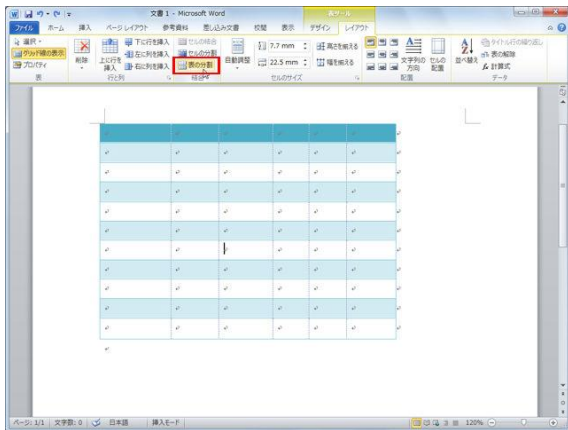 文書 1 - Microsoft Word
表ツール
ファイル ホーム 挿入 ページ レイアウト 参考資料 差し込み文書 校閲 表示 デザイン レイアウト
選択
グリッド線の表示
プロパティ
表
削除
上に行を挿入
下に行を挿入
左に列を挿入
右に列を挿入
行と列
セルの結合
セルの分割
表の分割
結合
自動調整
7.7 mm
22.5 mm
高さを揃える
幅を揃える
セルのサイズ
文字列の方向
セルの配置
配置
並べ替え
タイトル行の繰り返し
表の解除
計算式
データ
ページ: 1/1 文字数: 0 日本語 挿入モード 120%